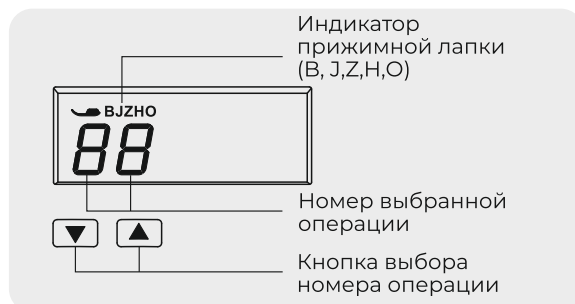 Индикатор
прижимной лапки
(B, J,Z,H,O)
BJZHO
88
Номер выбранной
операции
Кнопка выбора
номера операции